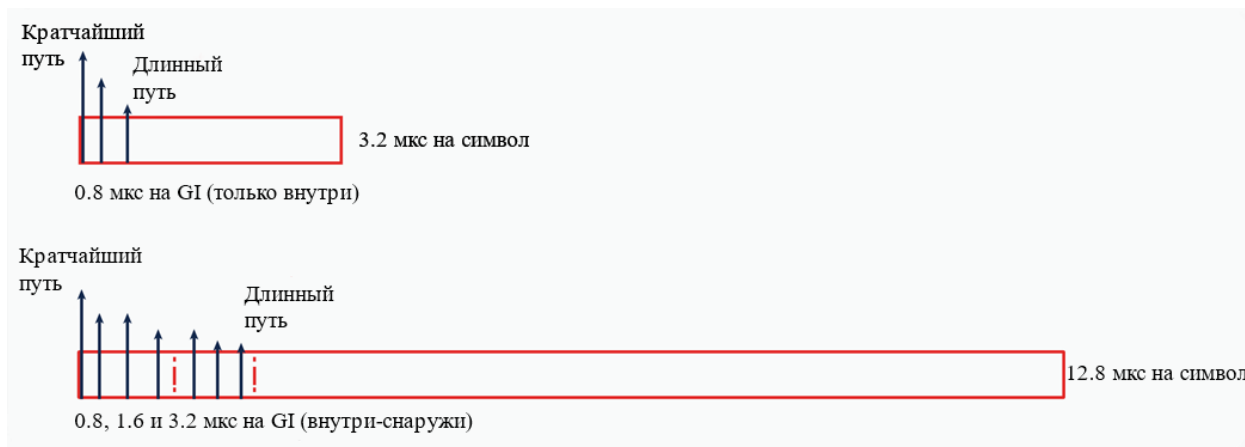 Кратчайший
путь
Длинный
путь
3.2 мкс на символ
0.8 мкс на GI (только внутри)
Кратчайший
путь
Длинный
путь
12.8 мкс на символ
0.8, 1.6 и 3.2 мкс на GI (внутри-снаружи)